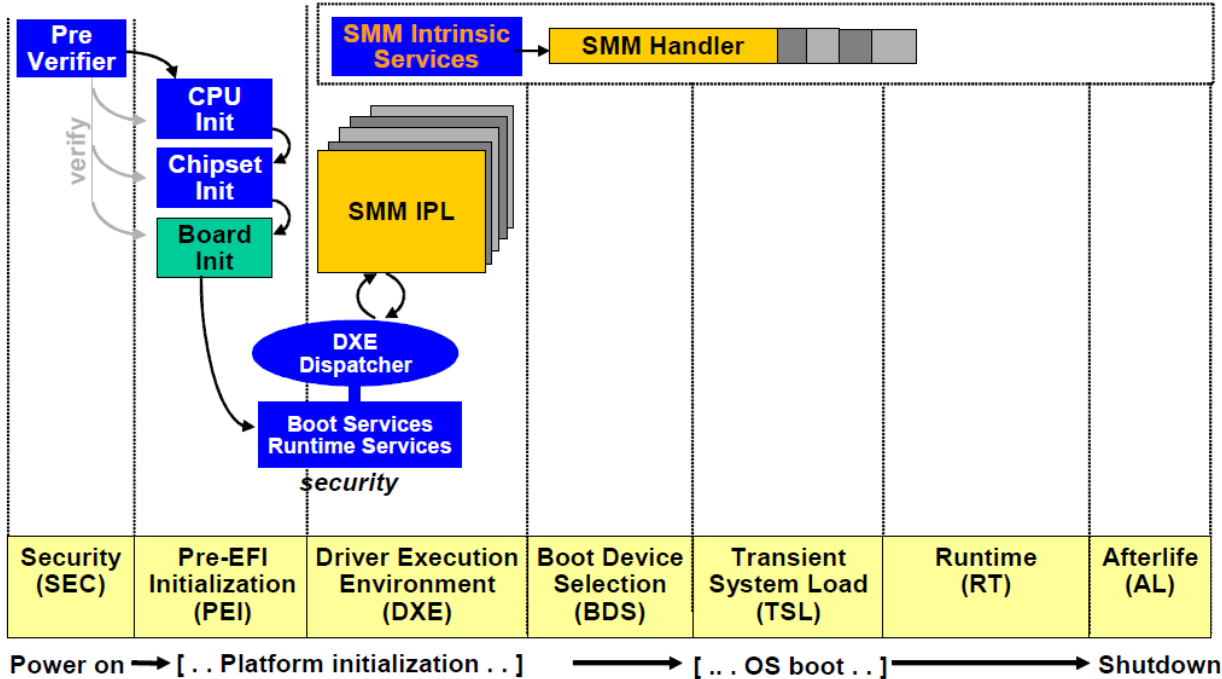 Pre
Verifier
SMM Intrinsic
Services
SMM Handler
CPU
Init
verify
Chipset
Init
SMM IPL
Board
Init
DXE
Dispatcher
Boot Services
Runtime Services
security
Security
(SEC)
Pre-EFI
Initialization
(PEI)
Driver Execution
Environment
(DXE)
Boot Device
Selection
(BDS)
Transient
System Load
(TSL)
Runtime
(RT)
Afterlife
(AL)
Power on [ . . Platform initialization . . ] [ .. . OS boot . . ] Shutdown